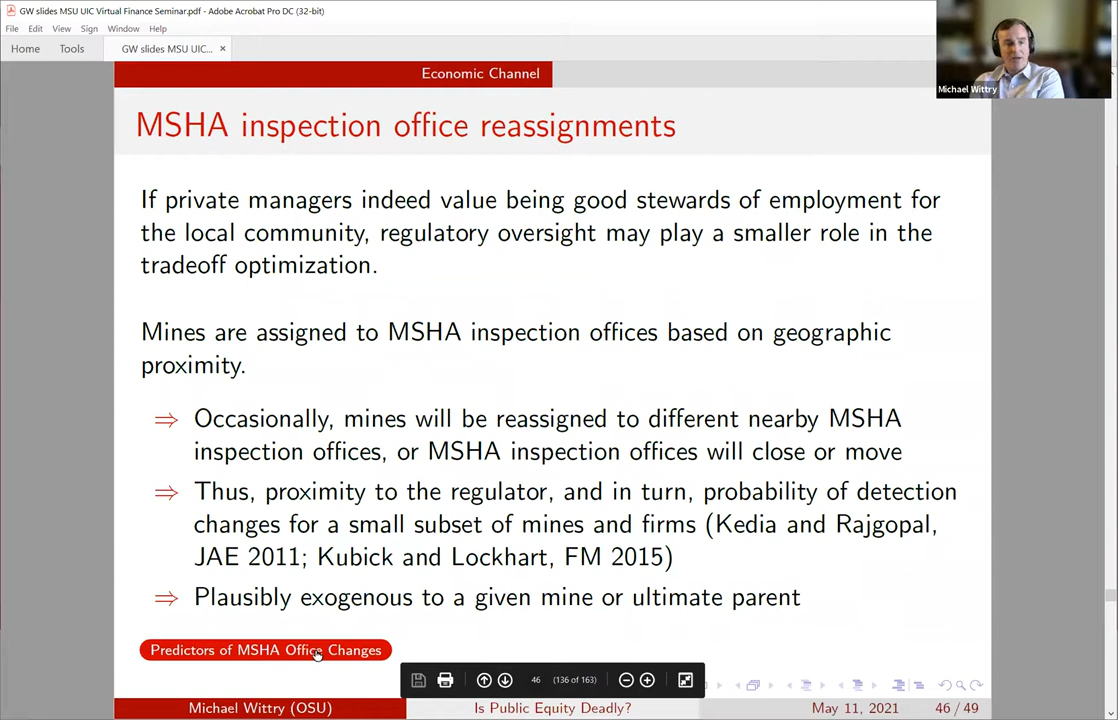 GW slides MSU UIC Virtual Finance Seminar.pdf - Adobe Acrobat Pro DC (32-bit)
File Edit View Sign Window Help
Home Tools GW slides MSU UIC... ×
Michael Wittry
Economic Channel
MSHA inspection office reassignments
If private managers indeed value being good stewards of employment for
the local community, regulatory oversight may play a smaller role in the
tradeoff optimization.
Mines are assigned to MSHA inspection offices based on geographic
proximity.
⇒ Occasionally, mines will be reassigned to different nearby MSHA
inspection offices, or MSHA inspection offices will close or move
⇒ Thus, proximity to the regulator, and in turn, probability of detection
changes for a small subset of mines and firms (Kedia and Rajgopal,
JAE 2011; Kubick and Lockhart, FM 2015)
⇒ Plausibly exogenous to a given mine or ultimate parent
Predictors of MSHA Office Changes
46 (136 of 163)
Michael Wittry (OSU) Is Public Equity Deadly? May 11, 2021 46 / 49